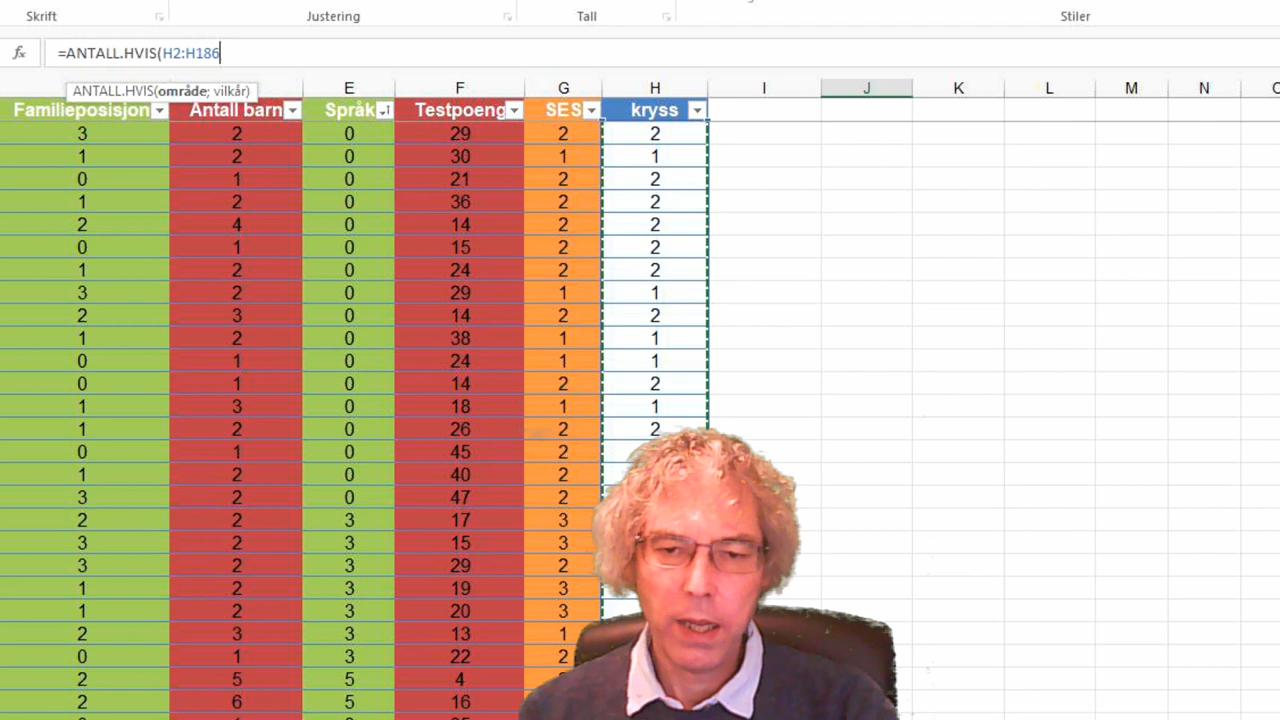 Skrift Justering Tall Stiler
fx =ANTALL.HVIS(H2:H186
ANTALL.HVIS(område; vilkår)
E F G H I J K L M N
Familieposisjon Antall barn Språk Testpoeng SES kryss
3 2 0 29 2 2
1 2 0 30 1 1
0 1 0 21 2 2
1 2 0 36 2 2
2 4 0 14 2 2
0 1 0 15 2 2
1 2 0 24 2 2
3 2 0 29 1 1
2 3 0 14 2 2
1 2 0 38 1 1
0 1 0 24 1 1
0 1 0 14 2 2
1 3 0 18 1 1
1 2 0 26 2 2
0 1 0 45 2
1 2 0 40 2
3 2 0 47 2
2 2 3 17 3
3 2 3 15 3
3 2 3 29 2
1 2 3 19 3
1 2 3 20 3
2 3 3 13 1
0 1 3 22 2
2 5 5 4
2 6 5 16